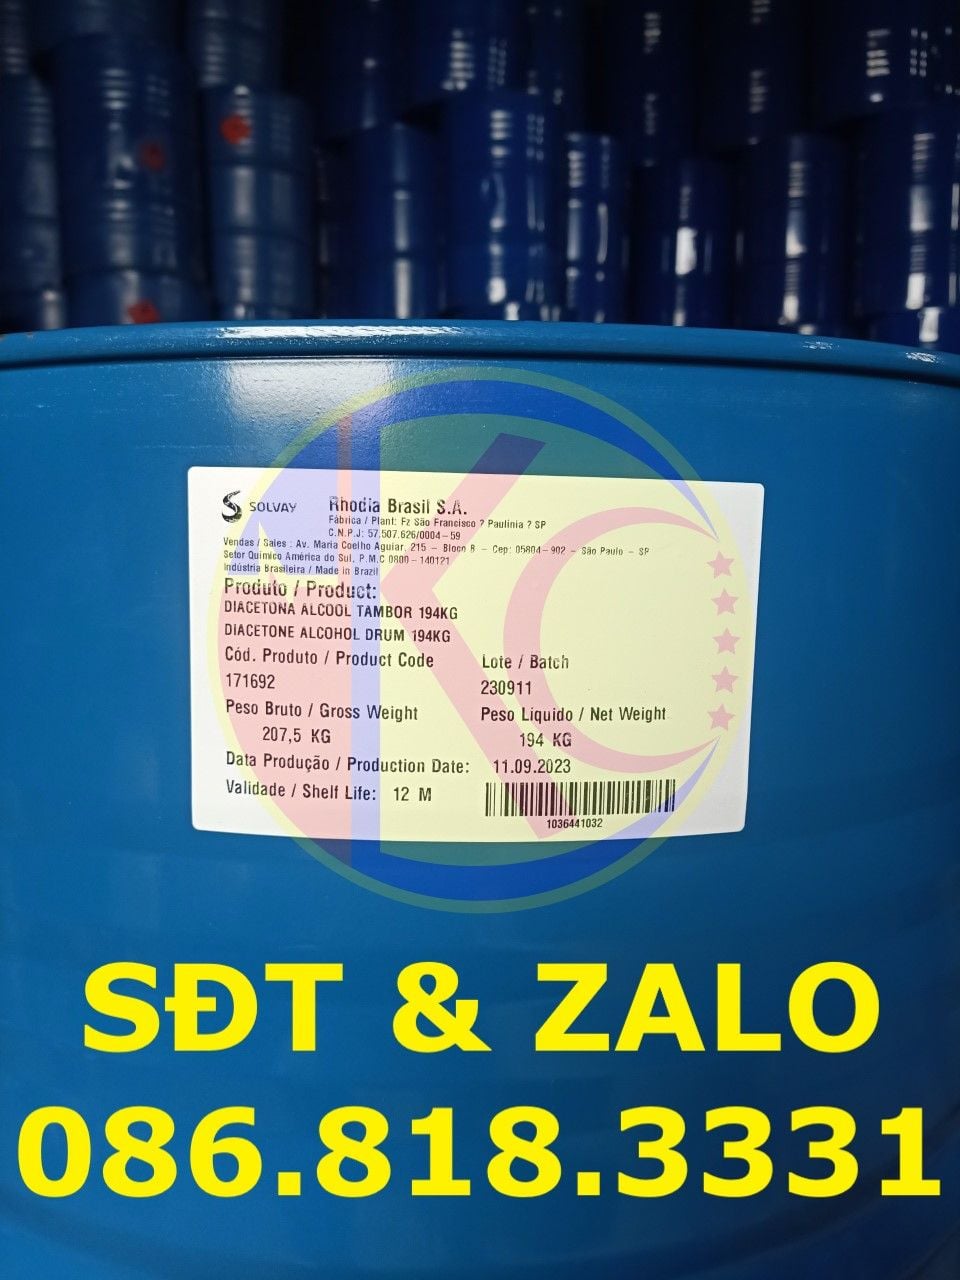 SOLVAY
Rhodia Brasil S.A.
Fábrica / Plant: Fz São Francisco ? Paulínia ? SP
C.N.P.J: 57.507.626/0004-59
Vendas / Sales : Av. Maria Coelho Aguiar, 215 - Bloco B - Cep: 05804-902 - São Paulo - SP
Setor Químico América do Sul, P.M.C 0800-140121
Indústria Brasileira / Made in Brazil
Produto / Product:
DIACETONA ALCOOL TAMBOR 194KG
DIACETONE ALCOHOL DRUM 194KG
Cód. Produto / Product Code Lote / Batch
171692 230911
Peso Bruto / Gross Weight Peso Líquido / Net Weight
207,5 KG 194 KG
Data Produção / Production Date: 11.09.2023
Validade / Shelf Life: 12 M
1036441032
KC
SĐT & ZALO
086.818.3331